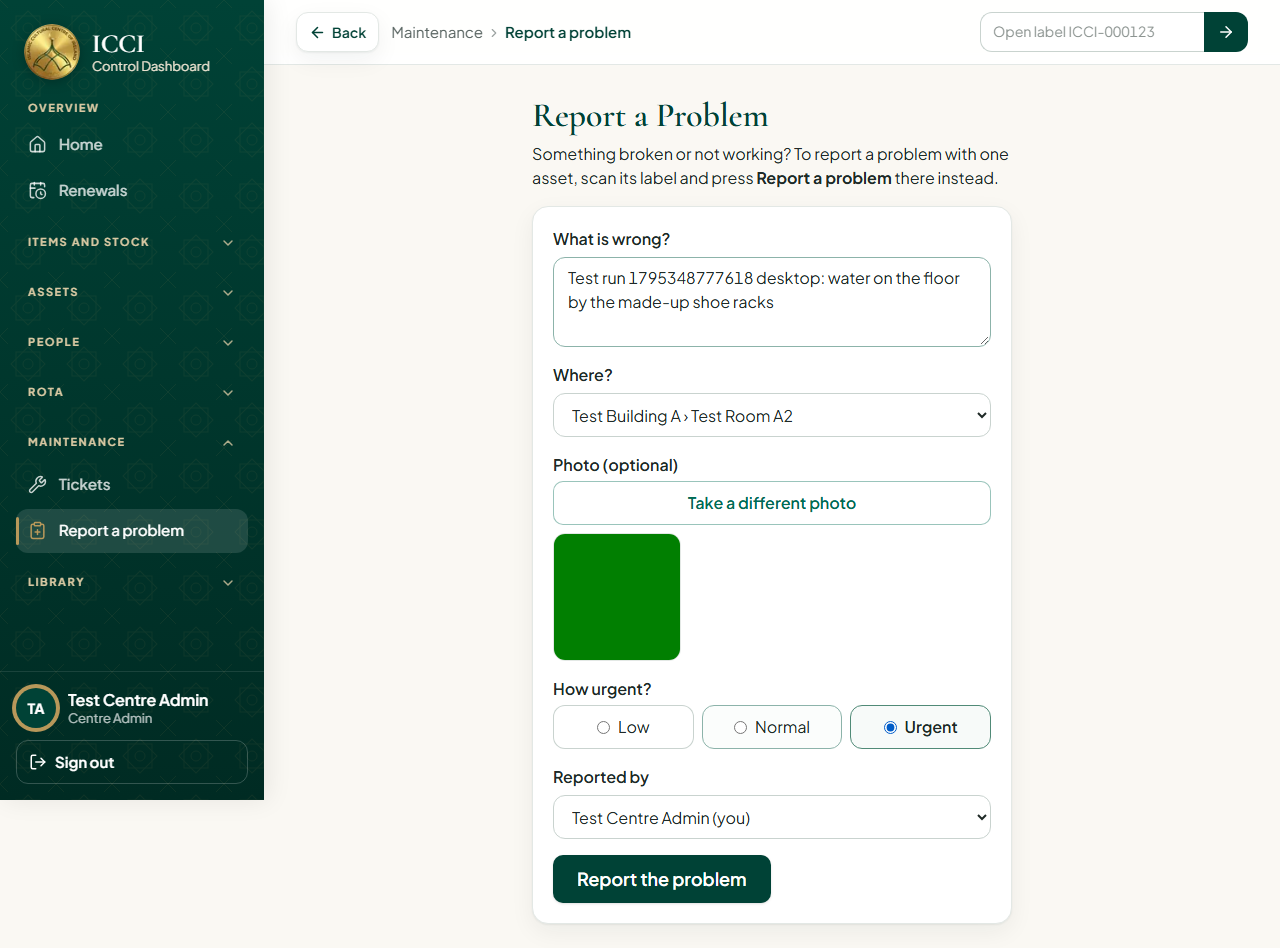 ICCI
Control Dashboard
OVERVIEW
Home
Renewals
ITEMS AND STOCK
ASSETS
PEOPLE
ROTA
MAINTENANCE
Tickets
Report a problem
LIBRARY
TA
Test Centre Admin
Centre Admin
Sign out
Back
Maintenance › Report a problem
Open label ICCI-000123
Report a Problem
Something broken or not working? To report a problem with one
asset, scan its label and press Report a problem there instead.
What is wrong?
Test run 1795348777618 desktop: water on the floor
by the made-up shoe racks
Where?
Test Building A › Test Room A2
Photo (optional)
Take a different photo
How urgent?
Low
Normal
Urgent
Reported by
Test Centre Admin (you)
Report the problem